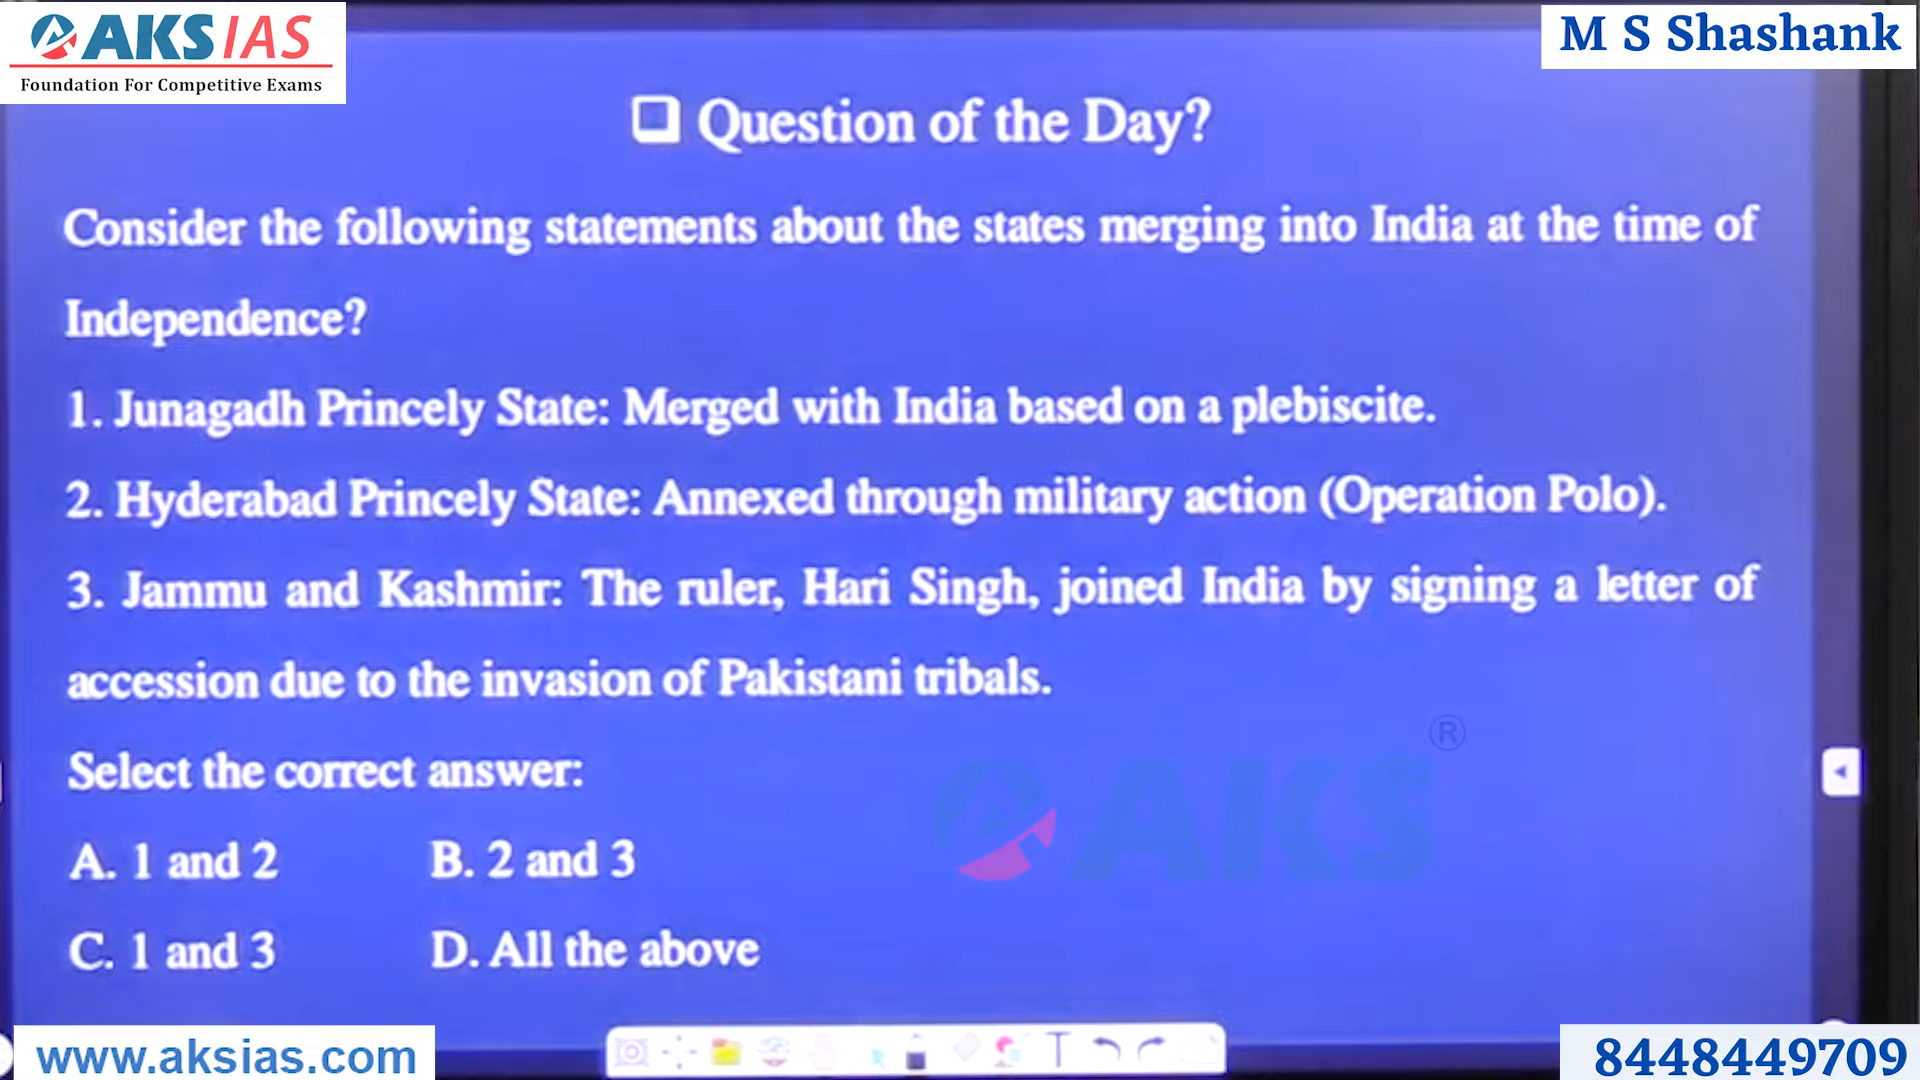 AKS IAS
Foundation For Competitive Exams
M S Shashank
❑ Question of the Day?
Consider the following statements about the states merging into India at the time of
Independence?
1. Junagadh Princely State: Merged with India based on a plebiscite.
2. Hyderabad Princely State: Annexed through military action (Operation Polo).
3. Jammu and Kashmir: The ruler, Hari Singh, joined India by signing a letter of
accession due to the invasion of Pakistani tribals.
Select the correct answer:
AKS ®
A. 1 and 2 B. 2 and 3
C. 1 and 3 D. All the above
www.aksias.com
8448449709